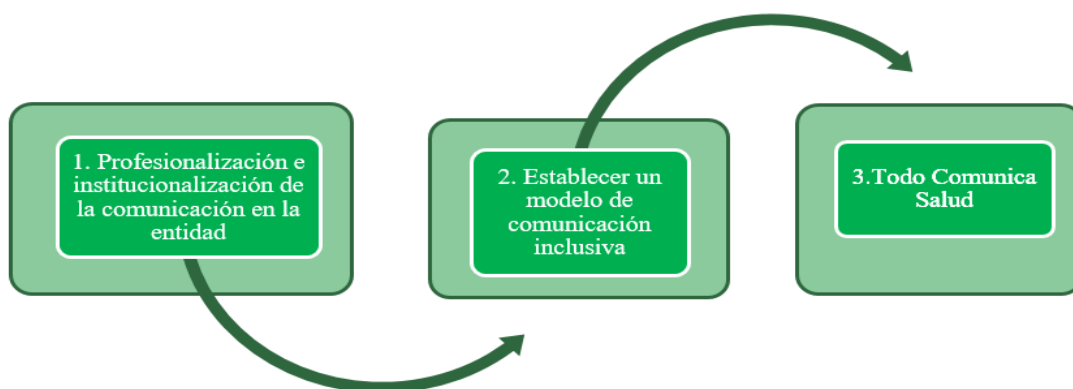 1. Profesionalización e
institucionalización de
la comunicación en la
entidad
2. Establecer un
modelo de
comunicación
inclusiva
3.Todo Comunica
Salud